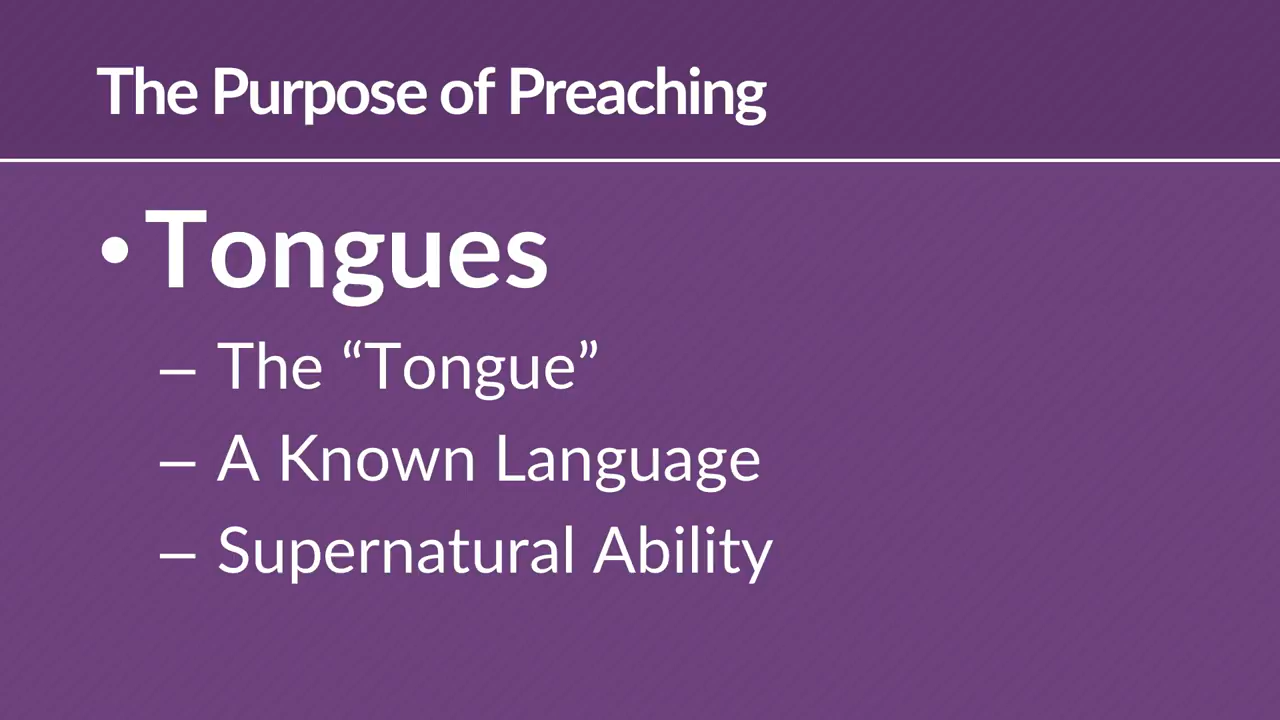 The Purpose of Preaching
• Tongues
– The “Tongue”
– A Known Language
– Supernatural Ability